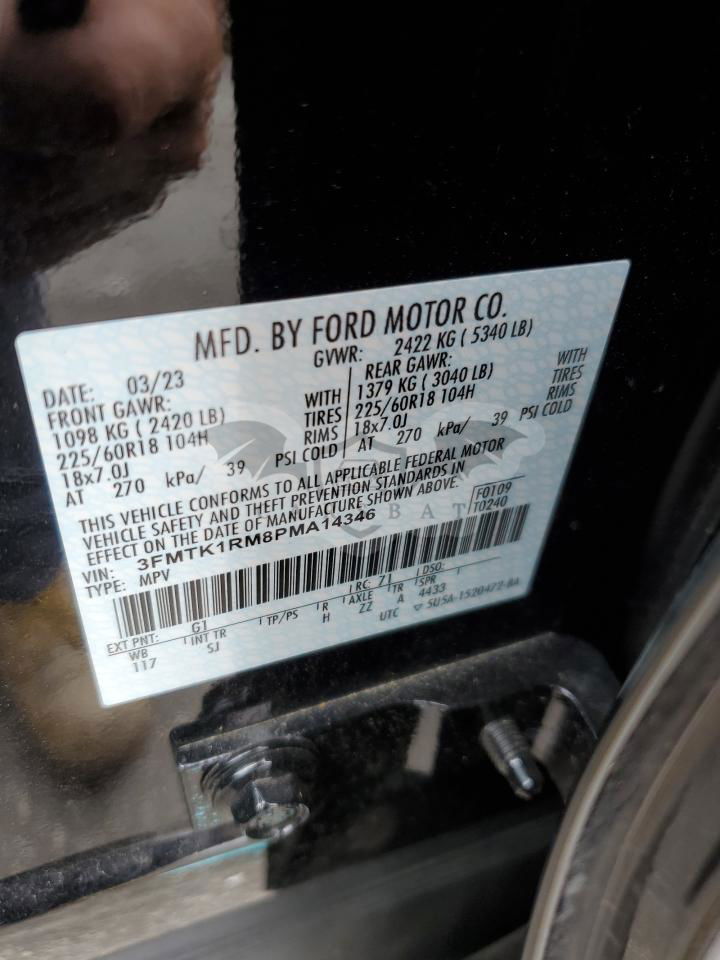 MFD. BY FORD MOTOR CO.
DATE: 03/23
GVWR: 2422 KG ( 5340 LB)
FRONT GAWR:
1098 KG ( 2420 LB)
WITH
225/60R18 104H
TIRES
18x7.0J
RIMS
AT 270 kPa/ 39 PSI COLD
REAR GAWR:
1379 KG ( 3040 LB)
WITH
225/60R18 104H
TIRES
18x7.0J
RIMS
AT 270 kPa/ 39 PSI COLD
THIS VEHICLE CONFORMS TO ALL APPLICABLE FEDERAL MOTOR
VEHICLE SAFETY AND THEFT PREVENTION STANDARDS IN
EFFECT ON THE DATE OF MANUFACTURE SHOWN ABOVE.
F0109
T0240
VIN: 3FMTK1RM8PMA14346
TYPE: MPV
EXT PNT: G1 RC: 71 DSO:
WB INT TR TP/PS R AXLE TR SPR
117 SJ H ZZ A 4433
UTC ▽ 5U5A-1520472-BA
BAT